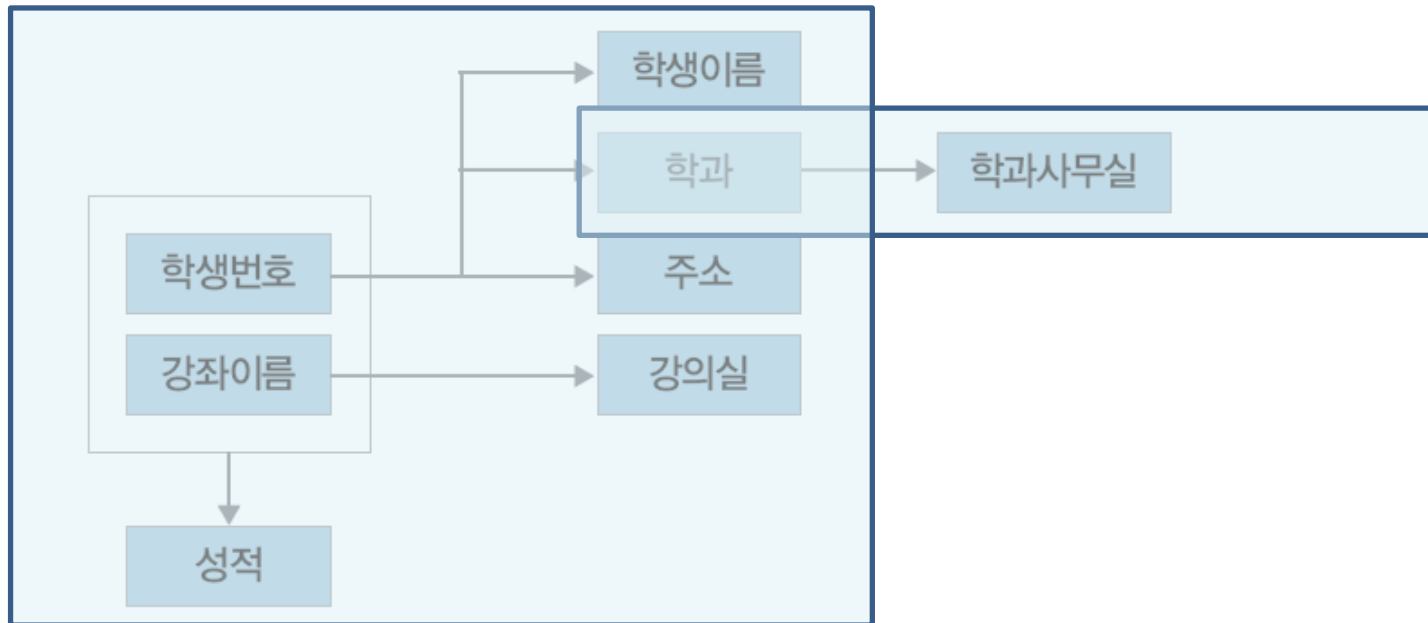 학생이름
학과
학과사무실
학생번호
주소
강좌이름
강의실
성적